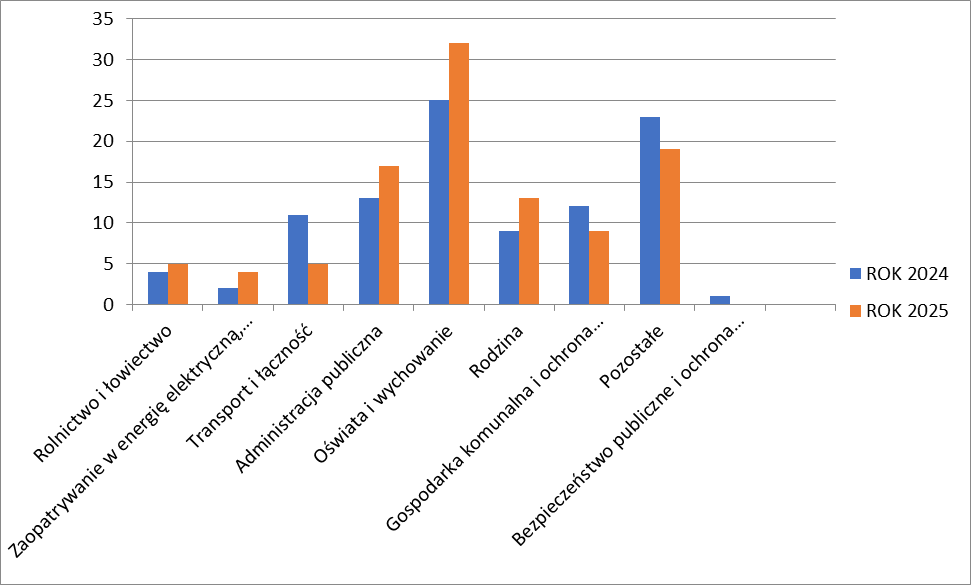 35
30
25
20
15
10
5
0
Rolnictwo i łowiectwo
Zaopatrywanie w energię elektryczną,...
Transport i łączność
Administracja publiczna
Oświata i wychowanie
Rodzina
Gospodarka komunalna i ochrona...
Pozostałe
Bezpieczeństwo publiczne i ochrona...
ROK 2024
ROK 2025